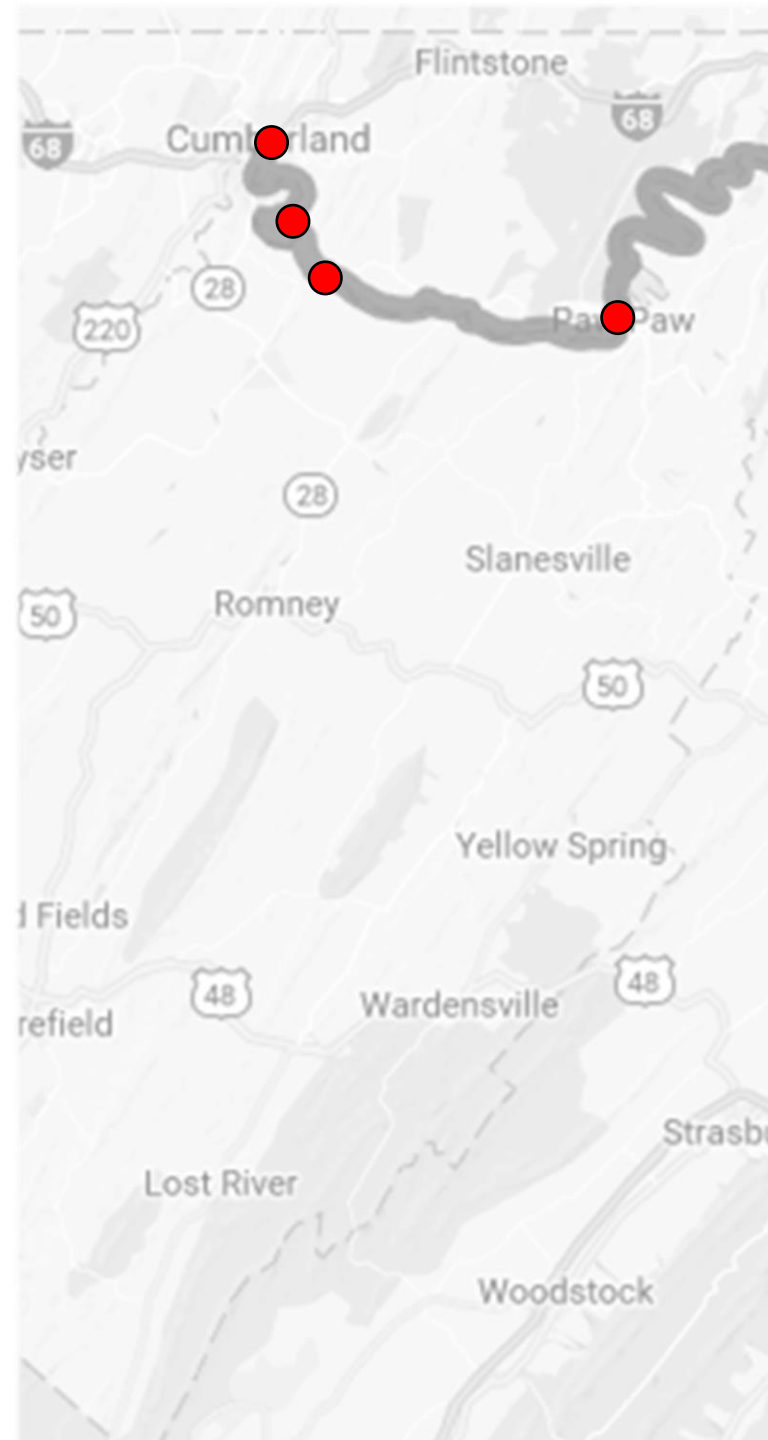 Flintstone
68
Cumberland
68
28
220
Paw Paw
yser
28
Slanesville
Romney
50
50
Yellow Spring
d Fields
48
48
Wardensville
refield
Strasbu
Lost River
Woodstock